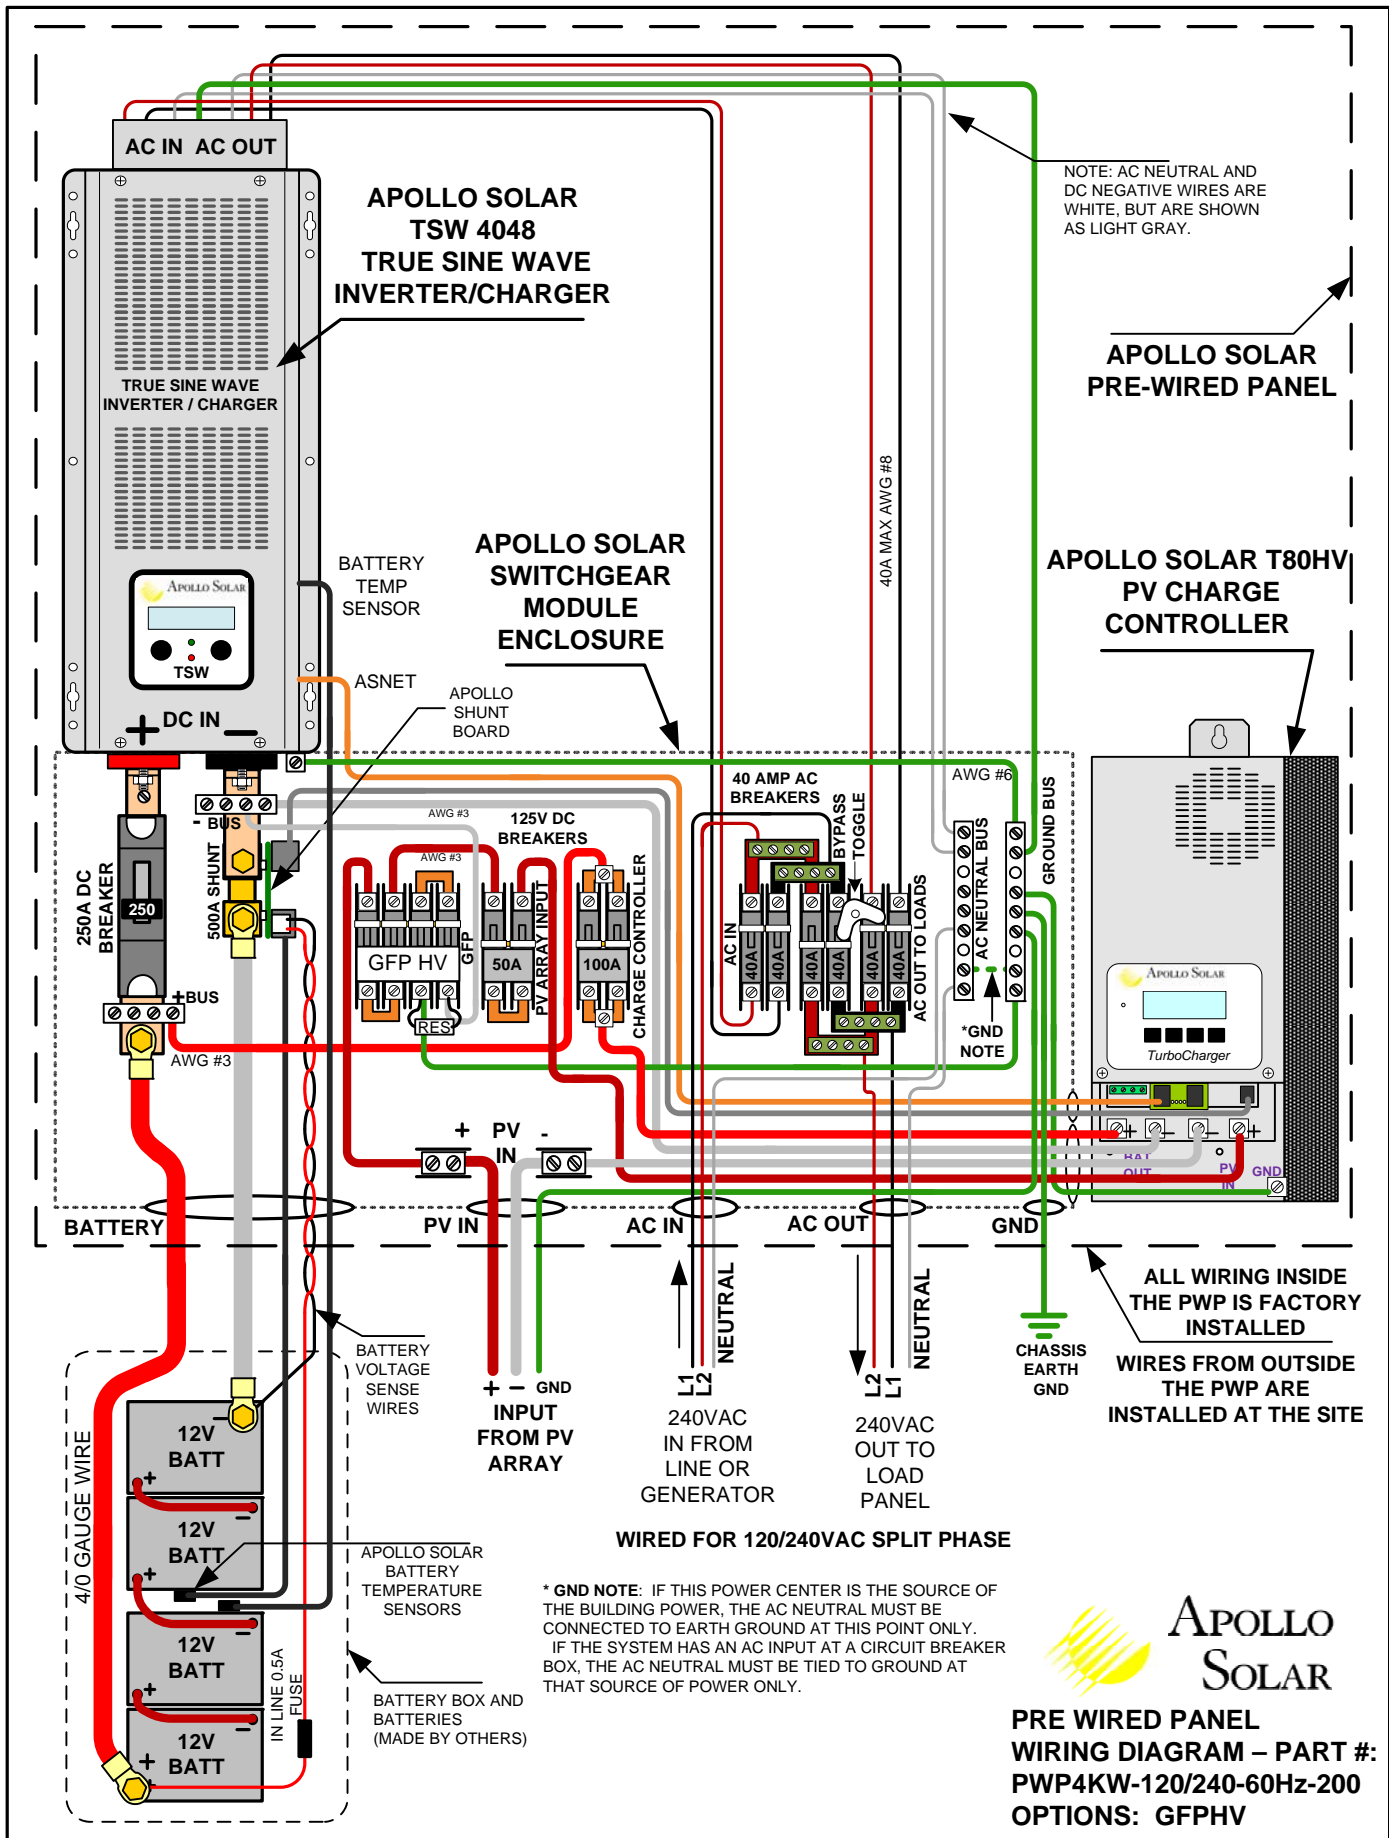 AC IN AC OUT
APOLLO SOLAR
TSW 4048
TRUE SINE WAVE
INVERTER/CHARGER
NOTE: AC NEUTRAL AND
DC NEGATIVE WIRES ARE
WHITE, BUT ARE SHOWN
AS LIGHT GRAY.
APOLLO SOLAR
PRE-WIRED PANEL
TRUE SINE WAVE
INVERTER / CHARGER
40A MAX AWG #8
BATTERY
TEMP
SENSOR
APOLLO SOLAR
SWITCHGEAR
MODULE
ENCLOSURE
APOLLO SOLAR T80HV
PV CHARGE
CONTROLLER
APOLLO SOLAR
TSW
ASNET
APOLLO
SHUNT
BOARD
+ DC IN −
- BUS
250A DC
BREAKER
250
500A SHUNT
+BUS
AWG #3
AWG #3
125V DC
BREAKERS
AWG #3
GFP HV
GFP
RES
50A
PV ARRAY INPUT
100A
CHARGE CONTROLLER
40 AMP AC
BREAKERS
BYPASS
TOGGLE
AC IN
40A
40A
40A
40A
40A
40A
AC OUT TO LOADS
AWG #6
AC NEUTRAL BUS
GROUND BUS
*GND
NOTE
APOLLO SOLAR
TurboCharger
+ − − +
BAT
OUT
PV
IN
GND
+ PV -
IN
BATTERY
PV IN
AC IN
AC OUT
GND
NEUTRAL
NEUTRAL
L1
L2
L2
L1
CHASSIS
EARTH
GND
ALL WIRING INSIDE
THE PWP IS FACTORY
INSTALLED
WIRES FROM OUTSIDE
THE PWP ARE
INSTALLED AT THE SITE
BATTERY
VOLTAGE
SENSE
WIRES
+ − GND
INPUT
FROM PV
ARRAY
240VAC
IN FROM
LINE OR
GENERATOR
240VAC
OUT TO
LOAD
PANEL
WIRED FOR 120/240VAC SPLIT PHASE
4/0 GAUGE WIRE
−
12V
BATT
+
−
12V
BATT
+
−
12V
BATT
+
−
12V
BATT
+
+
APOLLO SOLAR
BATTERY
TEMPERATURE
SENSORS
IN LINE 0.5A
FUSE
BATTERY BOX AND
BATTERIES
(MADE BY OTHERS)
* GND NOTE: IF THIS POWER CENTER IS THE SOURCE OF
THE BUILDING POWER, THE AC NEUTRAL MUST BE
CONNECTED TO EARTH GROUND AT THIS POINT ONLY.
IF THE SYSTEM HAS AN AC INPUT AT A CIRCUIT BREAKER
BOX, THE AC NEUTRAL MUST BE TIED TO GROUND AT
THAT SOURCE OF POWER ONLY.
APOLLO
SOLAR
PRE WIRED PANEL
WIRING DIAGRAM – PART #:
PWP4KW-120/240-60Hz-200
OPTIONS: GFPHV